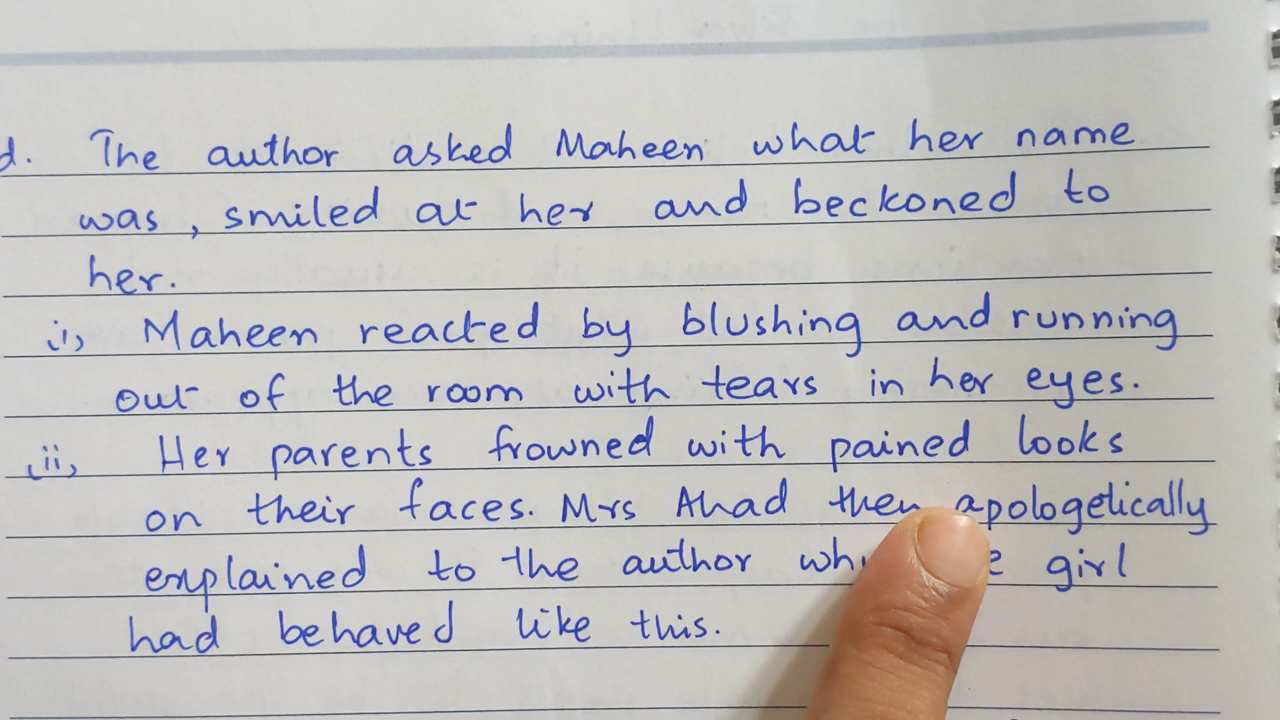 d. The author asked Maheen what her name
was, smiled at her and beckoned to
her.
i, Maheen reacted by blushing and running
out of the room with tears in her eyes.
ii, Her parents frowned with pained looks
on their faces. Mrs Ahad then apologetically
explained to the author girl
had behaved like this.